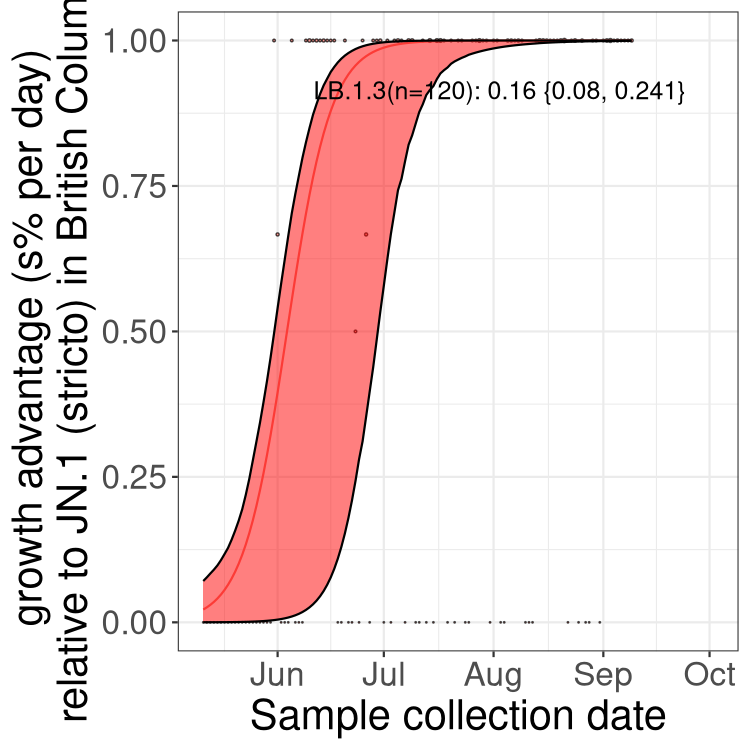 growth advantage (s% per day)
relative to JN.1 (stricto) in British Colum
1.00
0.75
0.50
0.25
0.00
LB.1.3(n=120): 0.16 {0.08, 0.241}
Jun Jul Aug Sep Oct
Sample collection date